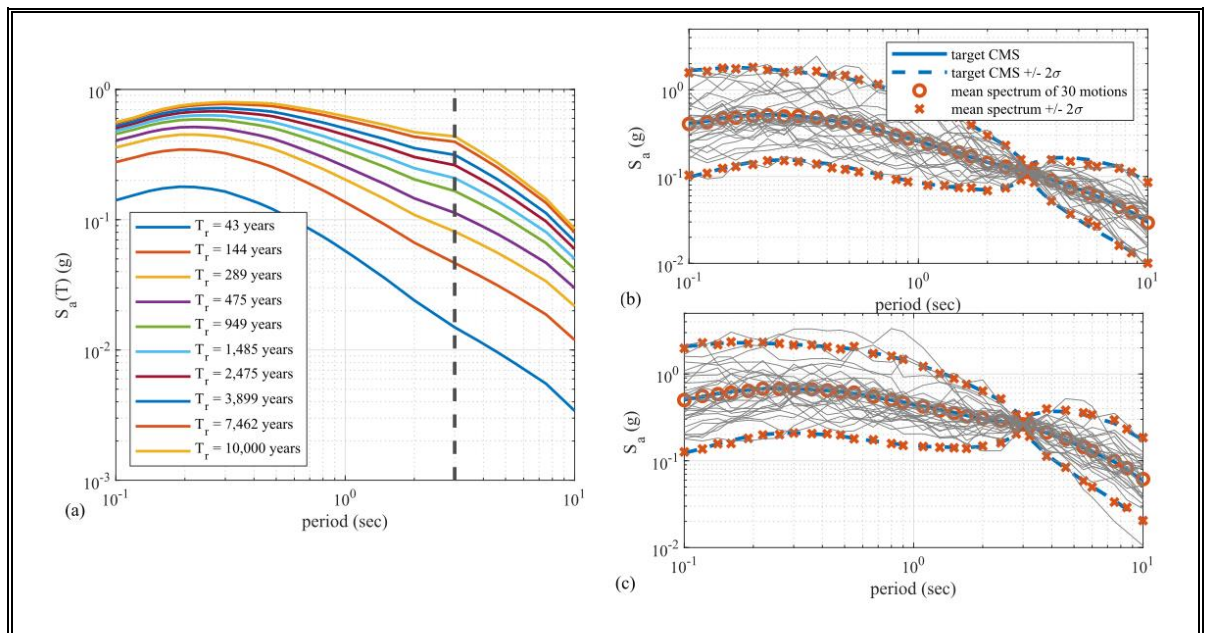 10^0
10^-1
10^-2
10^-3
S_a(T) (g)
T_r = 43 years
T_r = 144 years
T_r = 289 years
T_r = 475 years
T_r = 949 years
T_r = 1,485 years
T_r = 2,475 years
T_r = 3,899 years
T_r = 7,462 years
T_r = 10,000 years
10^-1
10^0
10^1
period (sec)
(a)
target CMS
target CMS +/- 2σ
mean spectrum of 30 motions
mean spectrum +/- 2σ
10^0
10^-1
10^-2
S_a (g)
10^-1
10^0
10^1
period (sec)
(b)
10^0
10^-1
10^-2
S_a (g)
10^-1
10^0
10^1
period (sec)
(c)